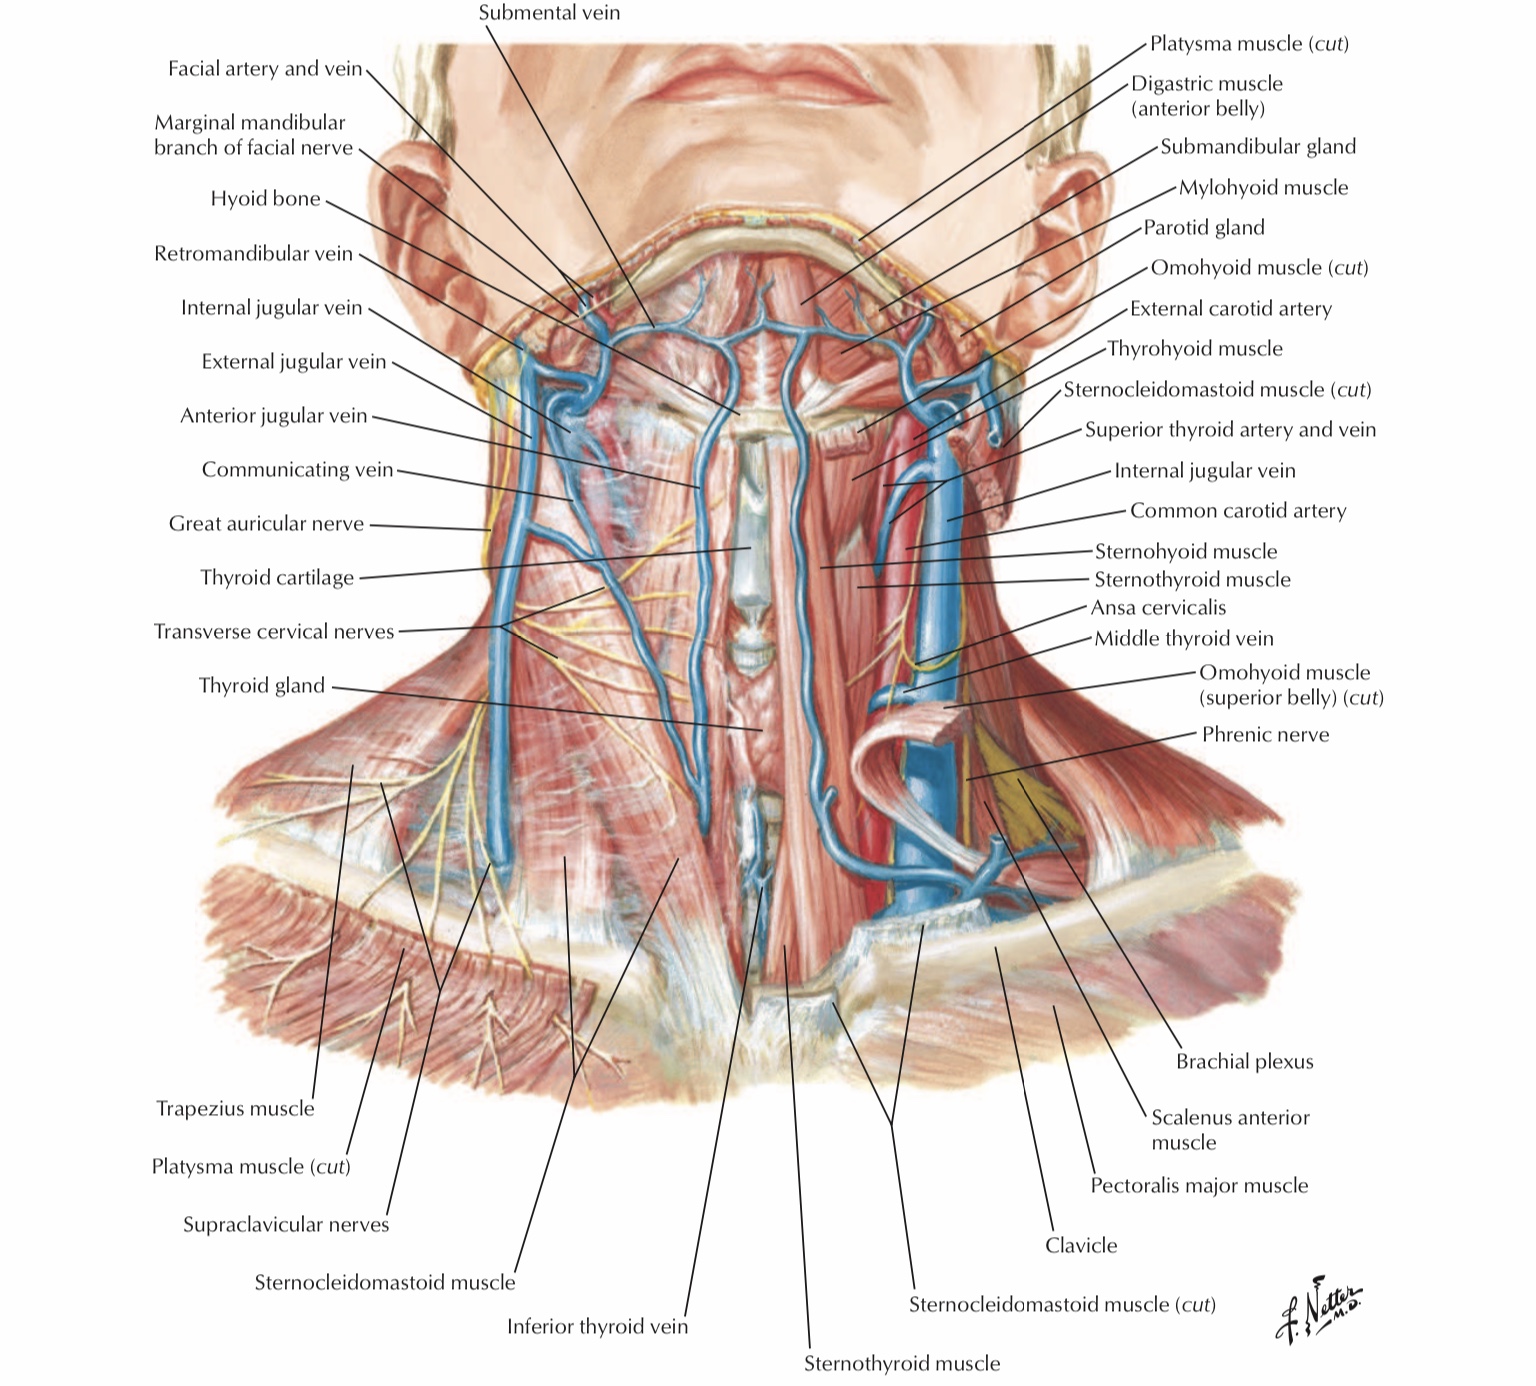 Submental vein
Facial artery and vein
Marginal mandibular
branch of facial nerve
Hyoid bone
Retromandibular vein
Internal jugular vein
External jugular vein
Anterior jugular vein
Communicating vein
Great auricular nerve
Thyroid cartilage
Transverse cervical nerves
Thyroid gland
Platysma muscle (cut)
Digastric muscle
(anterior belly)
Submandibular gland
Mylohyoid muscle
Parotid gland
Omohyoid muscle (cut)
External carotid artery
Thyrohyoid muscle
Sternocleidomastoid muscle (cut)
Superior thyroid artery and vein
Internal jugular vein
Common carotid artery
Sternohyoid muscle
Sternothyroid muscle
Ansa cervicalis
Middle thyroid vein
Omohyoid muscle
(superior belly) (cut)
Phrenic nerve
Trapezius muscle
Platysma muscle (cut)
Supraclavicular nerves
Sternocleidomastoid muscle
Inferior thyroid vein
Sternothyroid muscle
Sternocleidomastoid muscle (cut)
Clavicle
Pectoralis major muscle
Scalenus anterior
muscle
Brachial plexus
F. Netter
M.D.